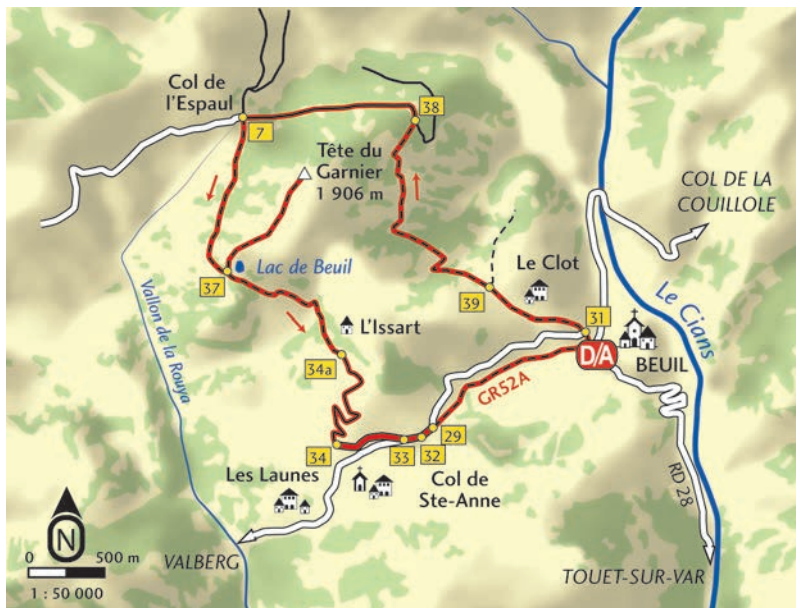 Col de
l'Espaul
7
38
Tête du
Garnier
1 906 m
COL DE LA
COUILLOLE
Vallon de la Rouya
37
Lac de Beuil
Le Clot
39
Le Cians
31
L'Issart
D/A
BEUIL
34a
GR52A
29
34
33
32
Les Launes
Col de
Ste-Anne
RD 28
N
0 500 m
1 : 50 000
VALBERG
TOUET-SUR-VAR